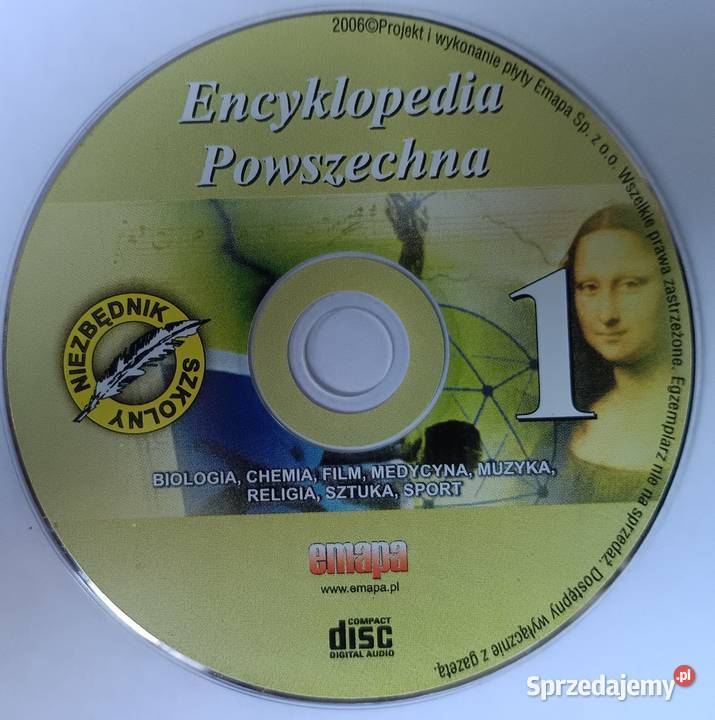 2006©Projekt i wykonanie płyty Emapa Sp. z o.o. Wszelkie prawa zastrzeżone. Egzemplarz nie na sprzedaż. Dostępny wyłącznie z gazetą.
Encyklopedia
Powszechna
NIEZBĘDNIK
SZKOLNY
1
BIOLOGIA, CHEMIA, FILM, MEDYCYNA, MUZYKA,
RELIGIA, SZTUKA, SPORT
emapa
www.emapa.pl
COMPACT
disc
DIGITAL AUDIO
Sprzedajemy.pl